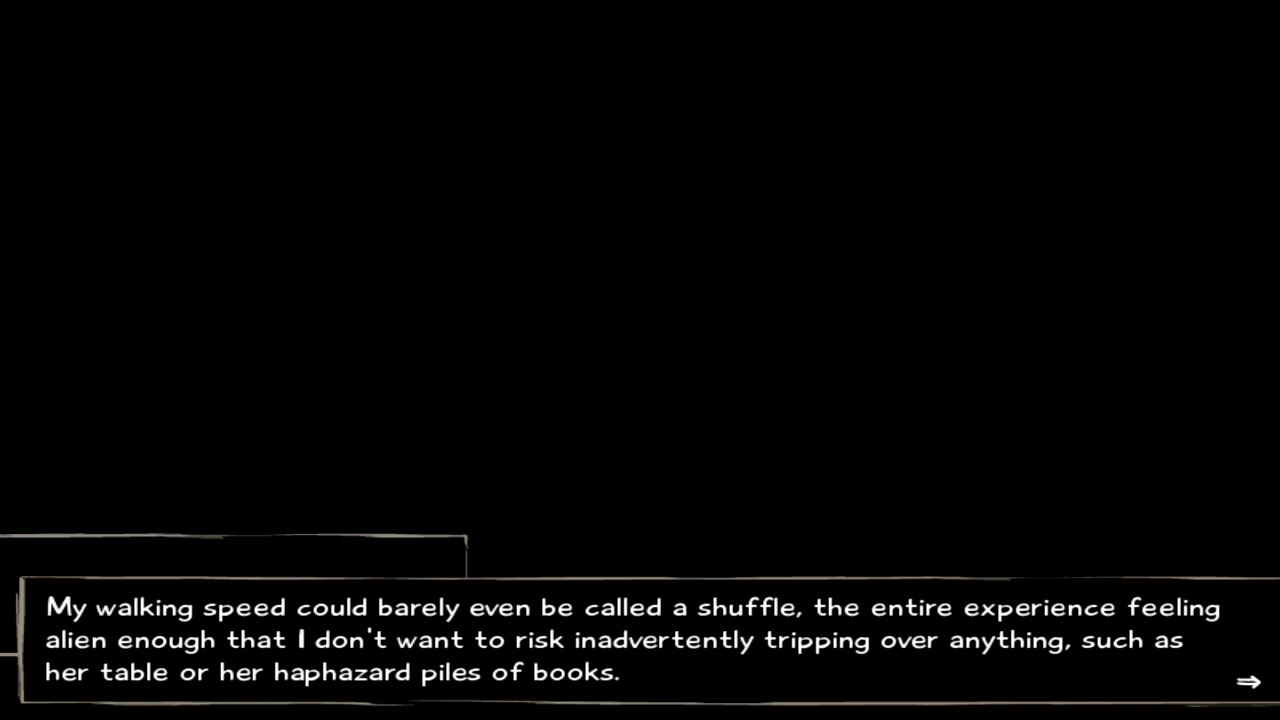 My walking speed could barely even be called a shuffle, the entire experience feeling
alien enough that I don't want to risk inadvertently tripping over anything, such as
her table or her haphazard piles of books.